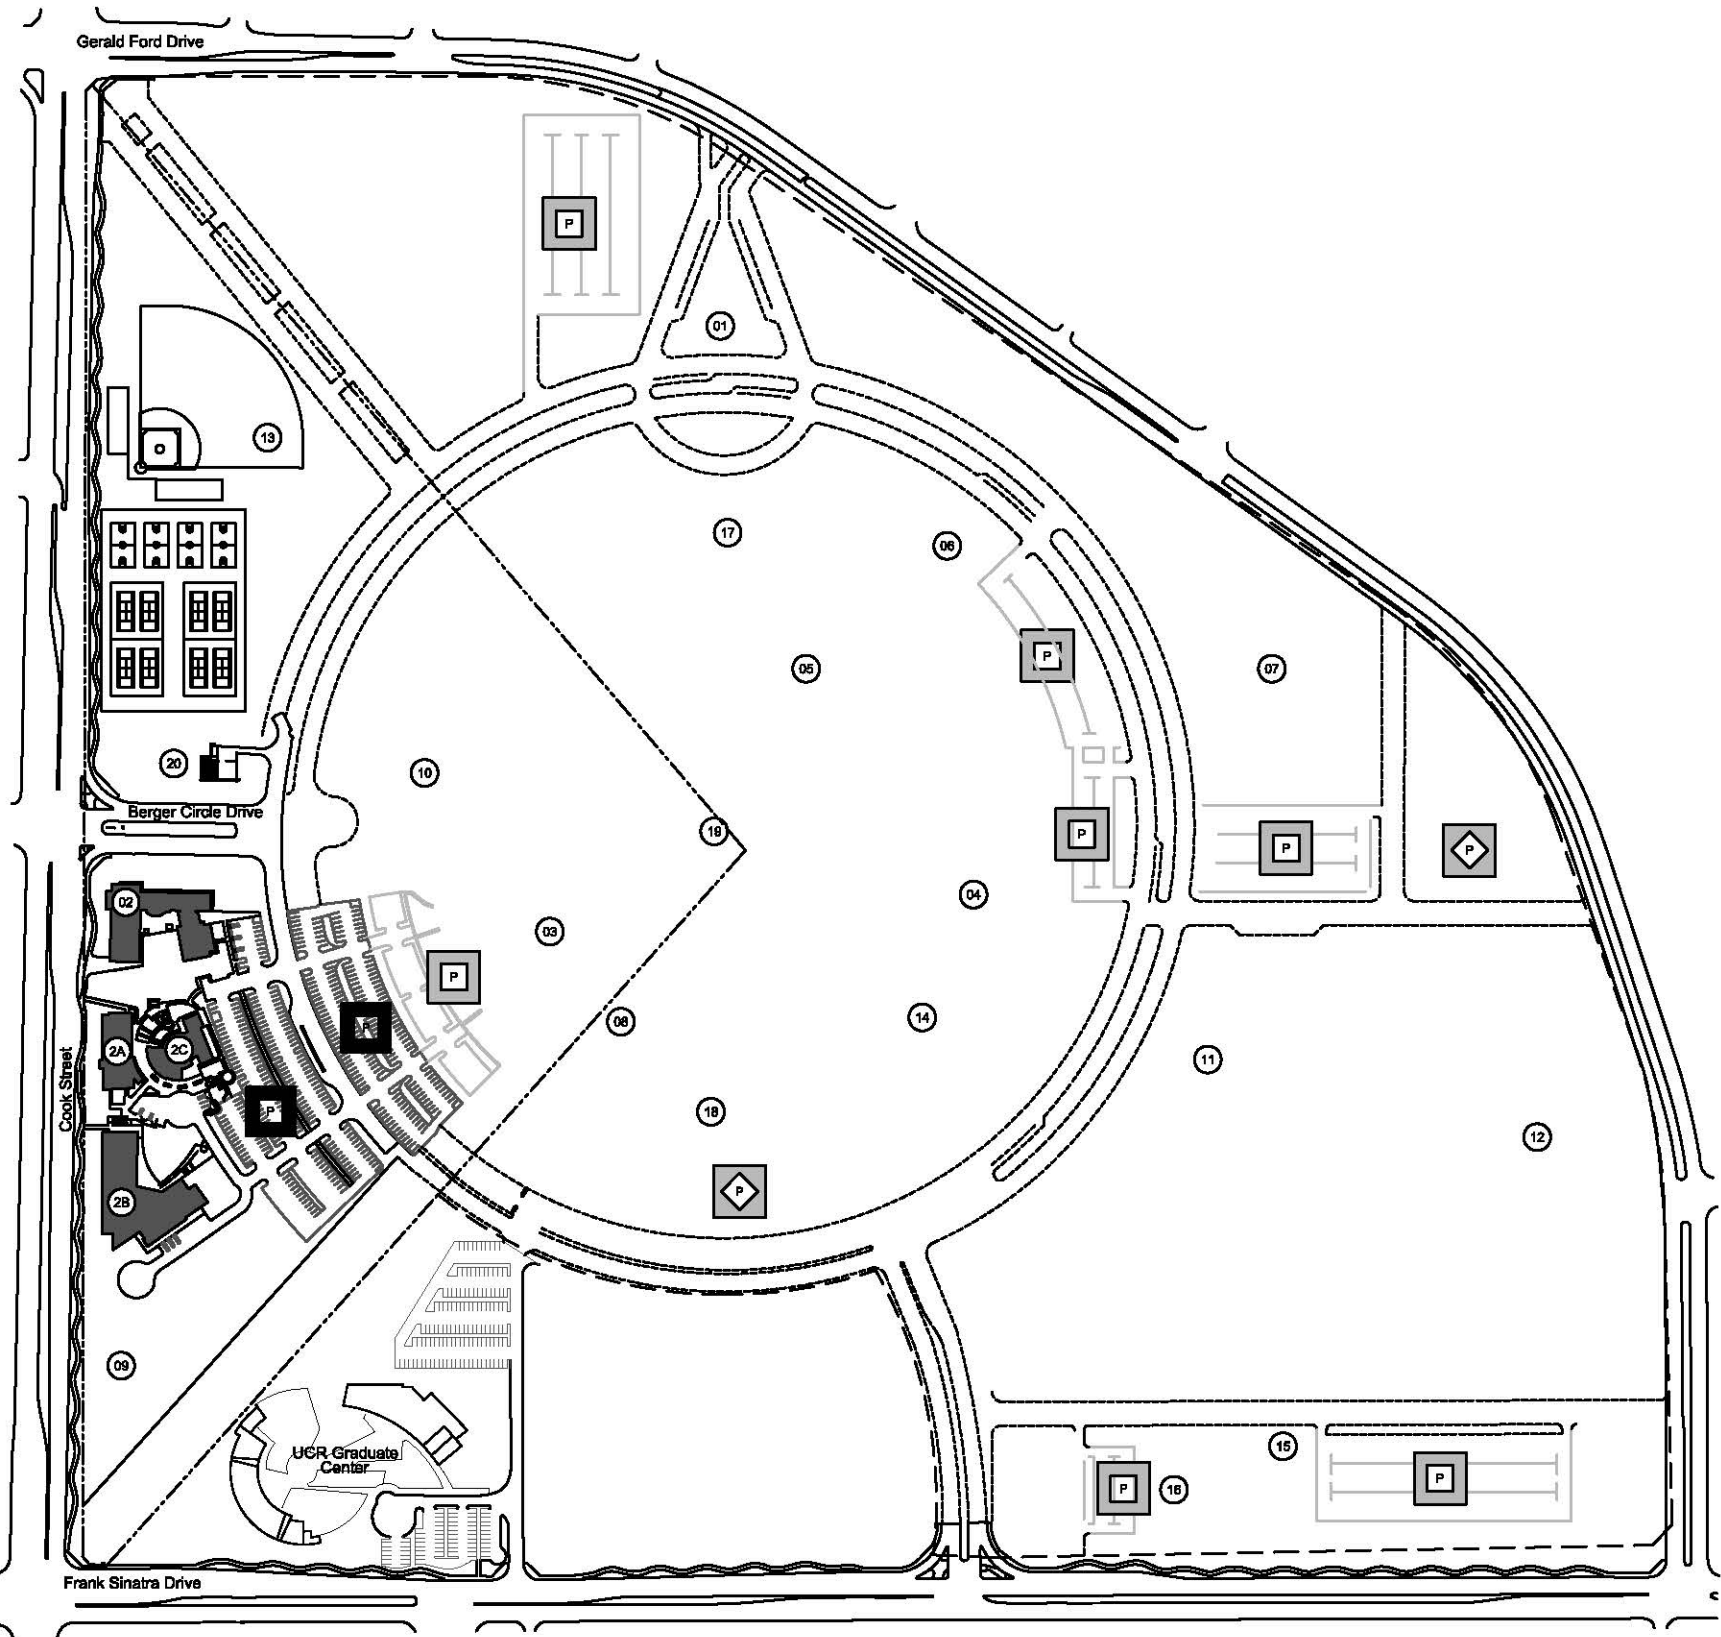 Gerald Ford Drive
P
01
13
17
06
P
05
07
20
10
Berger Circle Drive
19
P
P
P
02
04
03
P
14
08
P
2A
2C
11
Cook Street
P
18
12
P
2B
09
UCR Graduate
Center
15
P
P
16
Frank Sinatra Drive